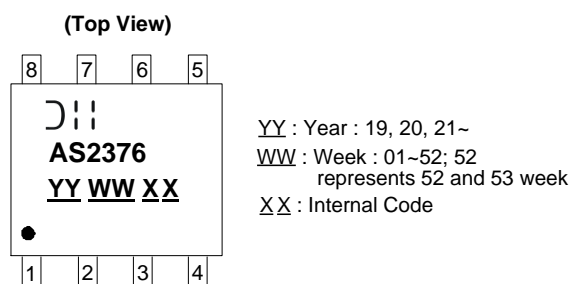 (Top View)
8 7 6 5
AS2376
YY WW X X
1 2 3 4
YY : Year : 19, 20, 21~
WW : Week : 01~52; 52
represents 52 and 53 week
X X : Internal Code